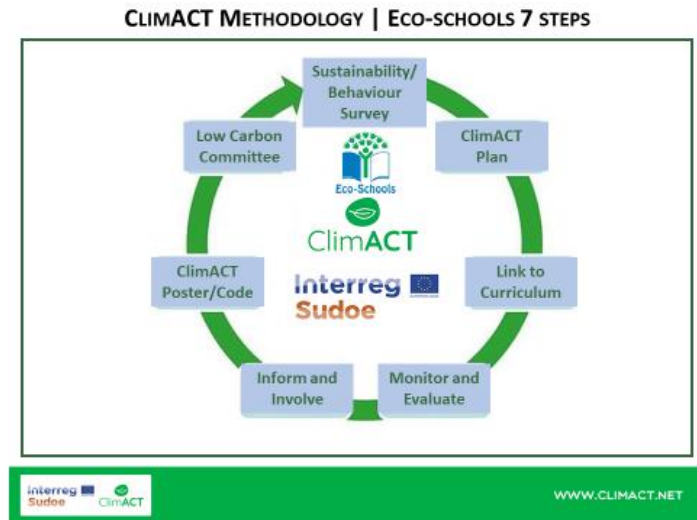 CLIMACT METHODOLOGY | ECO-SCHOOLS 7 STEPS
Sustainability/
Behaviour
Survey
Low Carbon
Committee
ClimACT
Plan
Eco-Schools
ClimACT
ClimACT
Poster/Code
Interreg
Sudoe
Link to
Curriculum
Inform and
Involve
Monitor and
Evaluate
Interreg
Sudoe
ClimACT
WWW.CLIMACT.NET